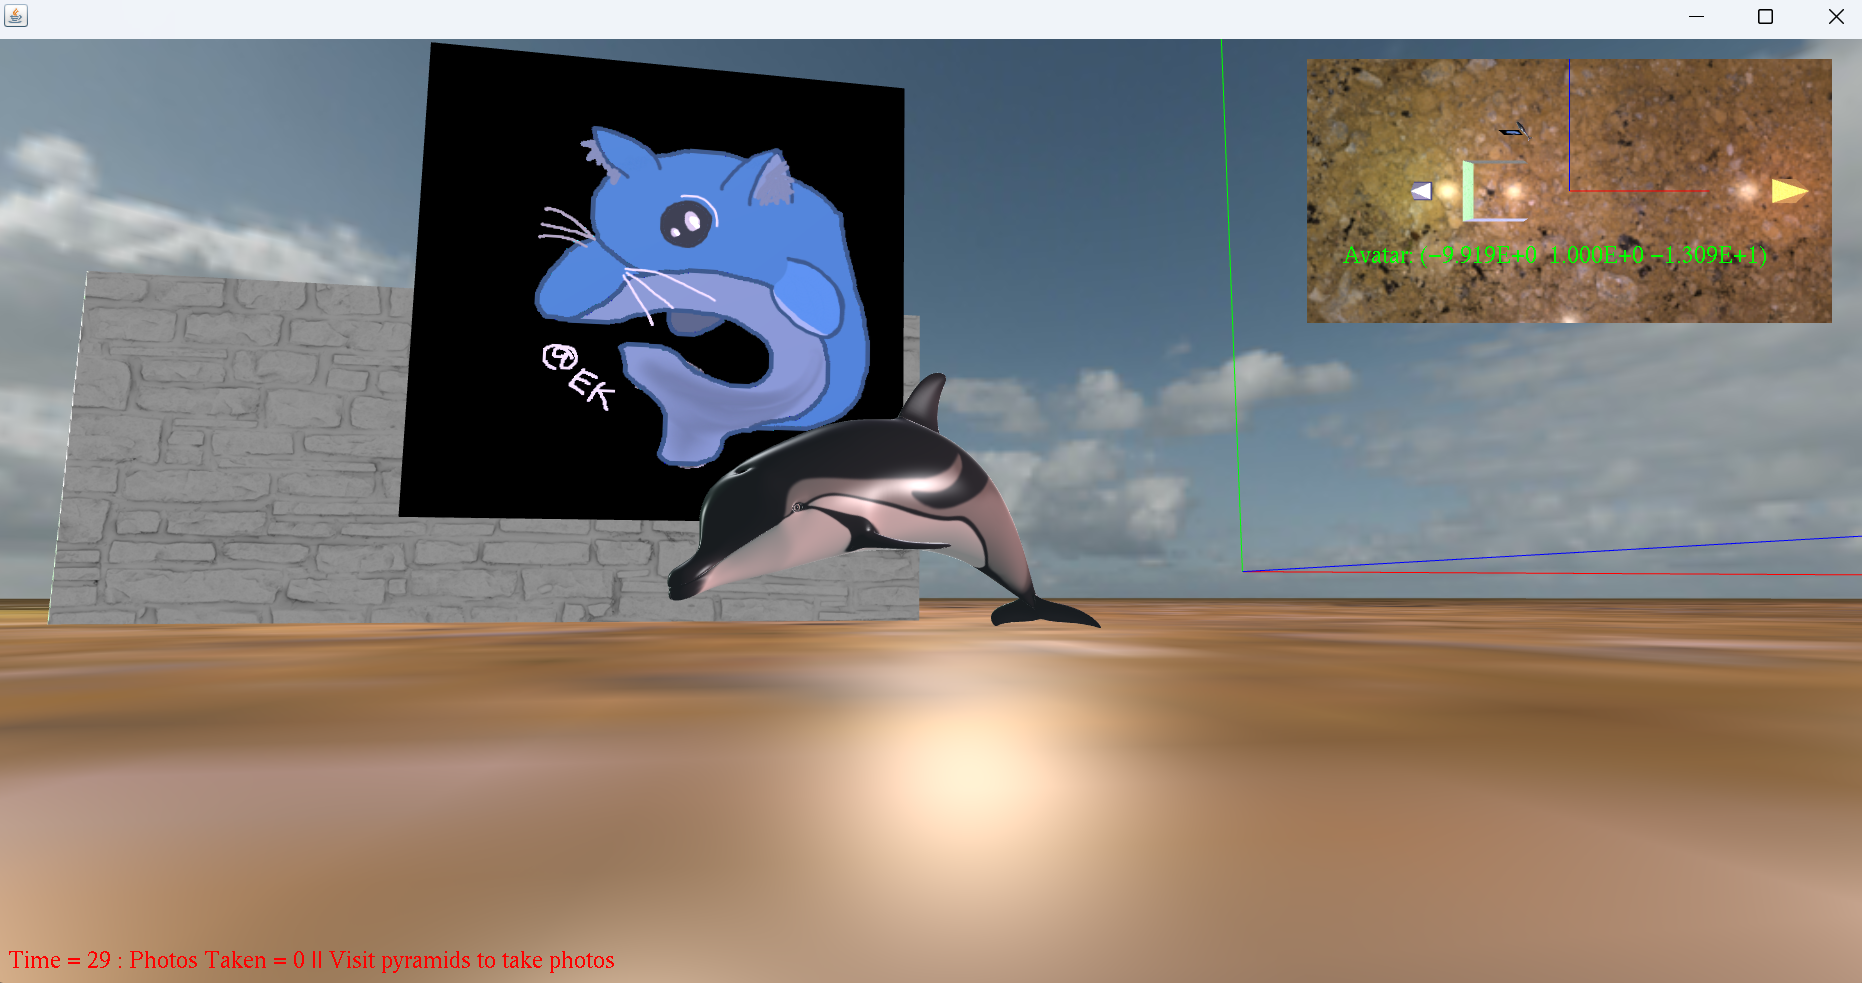 Avatar: (−9.919E+0 1.000E+0 −1.309E+1)
EK
Time = 29 : Photos Taken = 0 || Visit pyramids to take photos